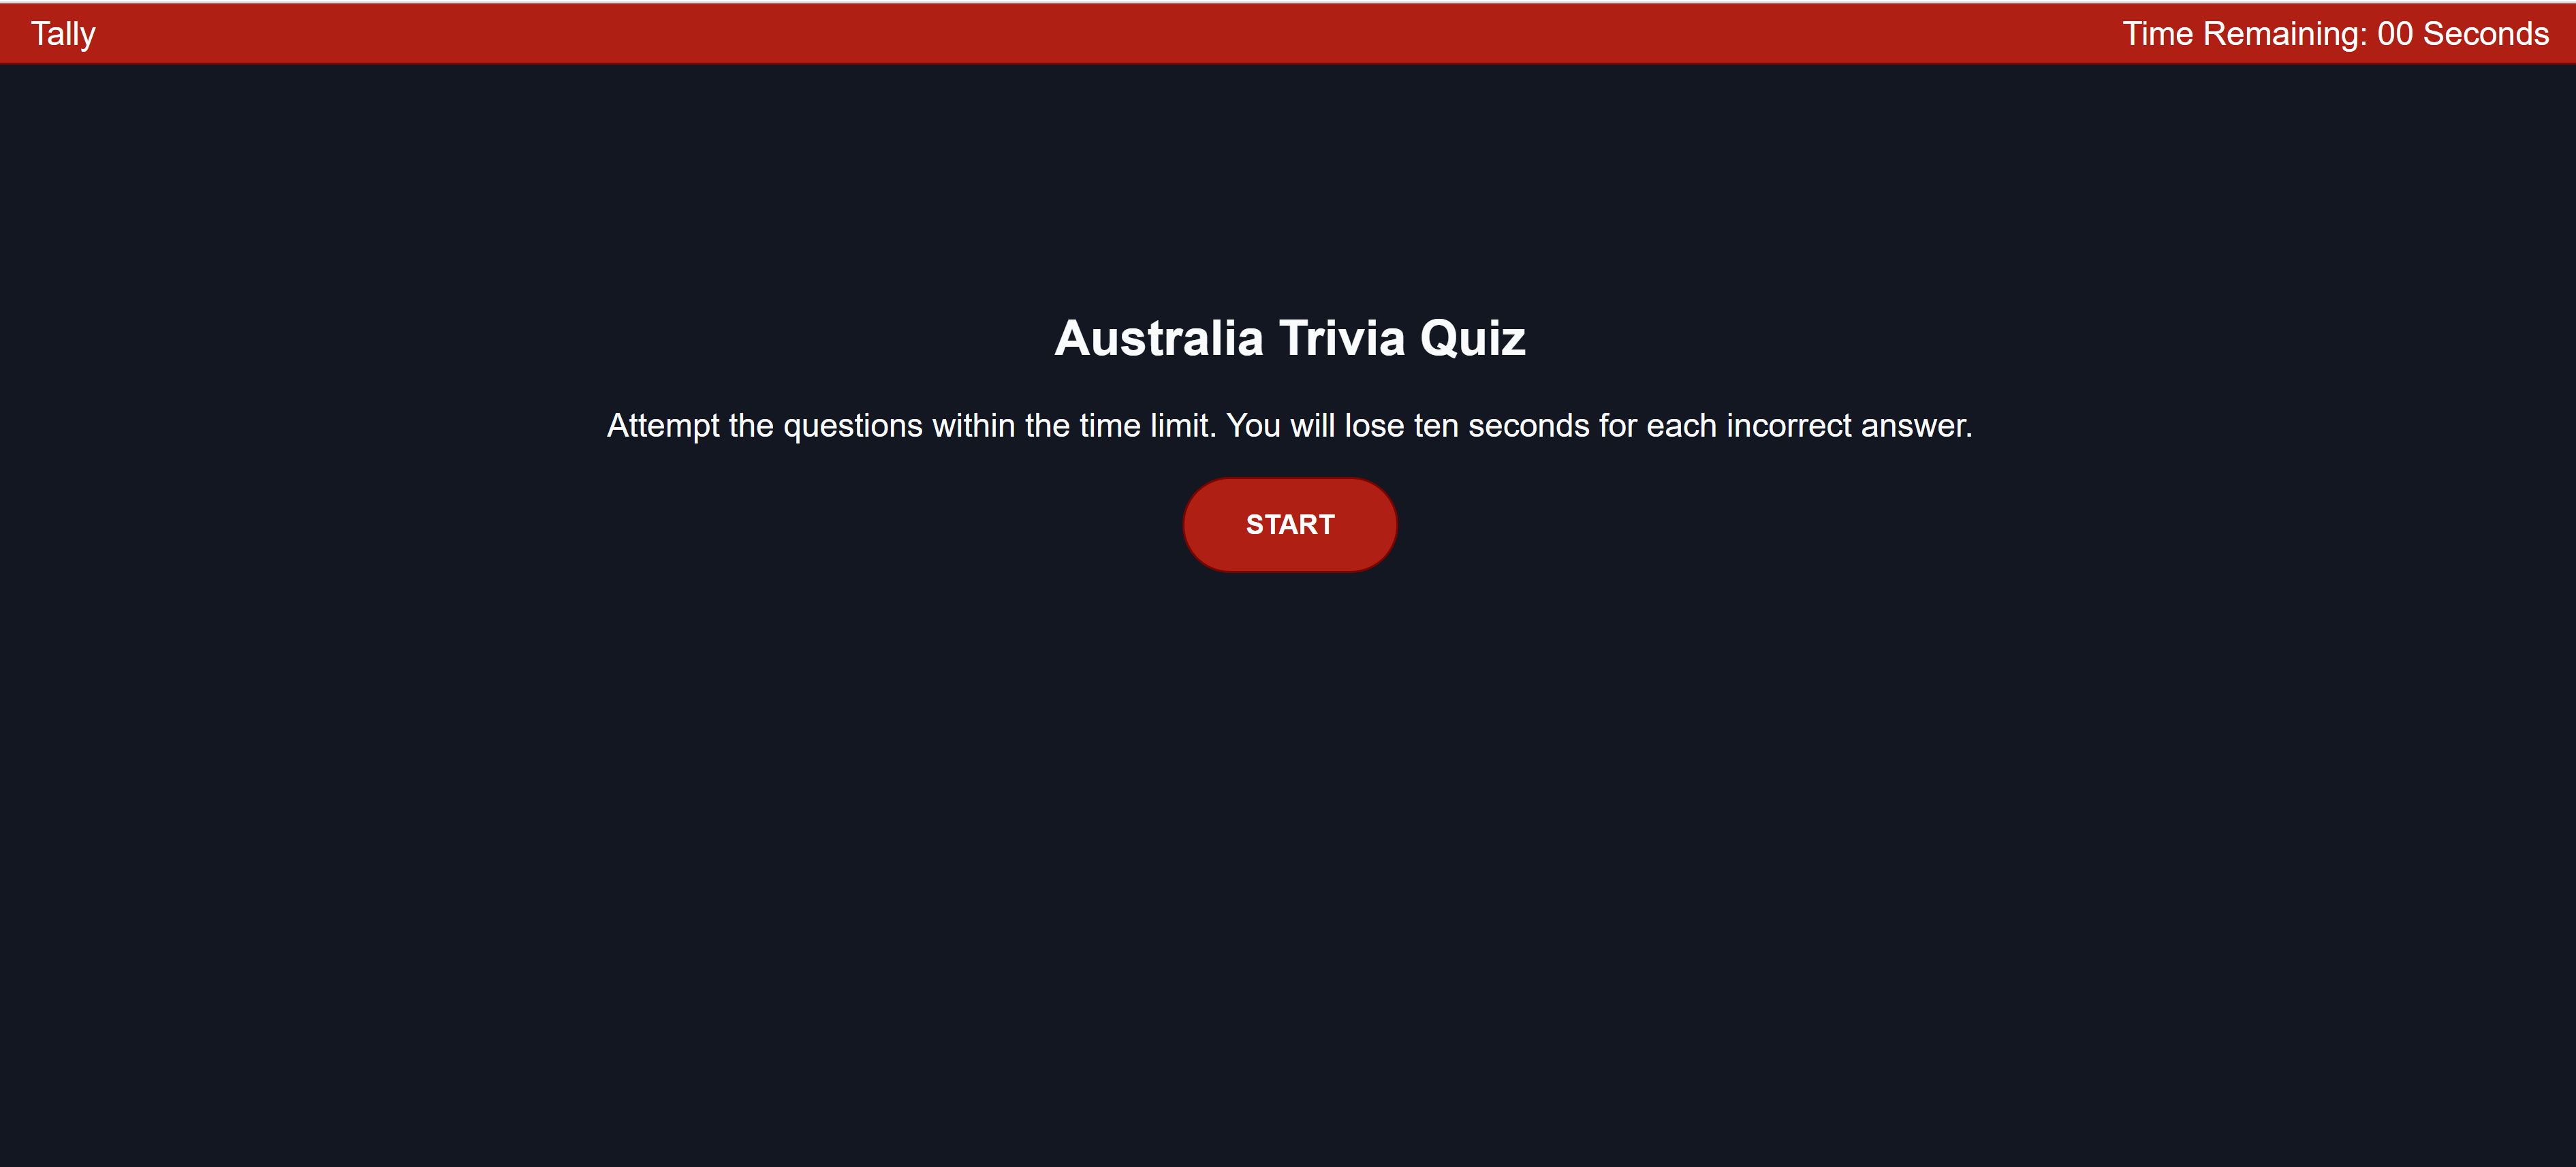 Tally
Time Remaining: 00 Seconds
Australia Trivia Quiz
Attempt the questions within the time limit. You will lose ten seconds for each incorrect answer.
START